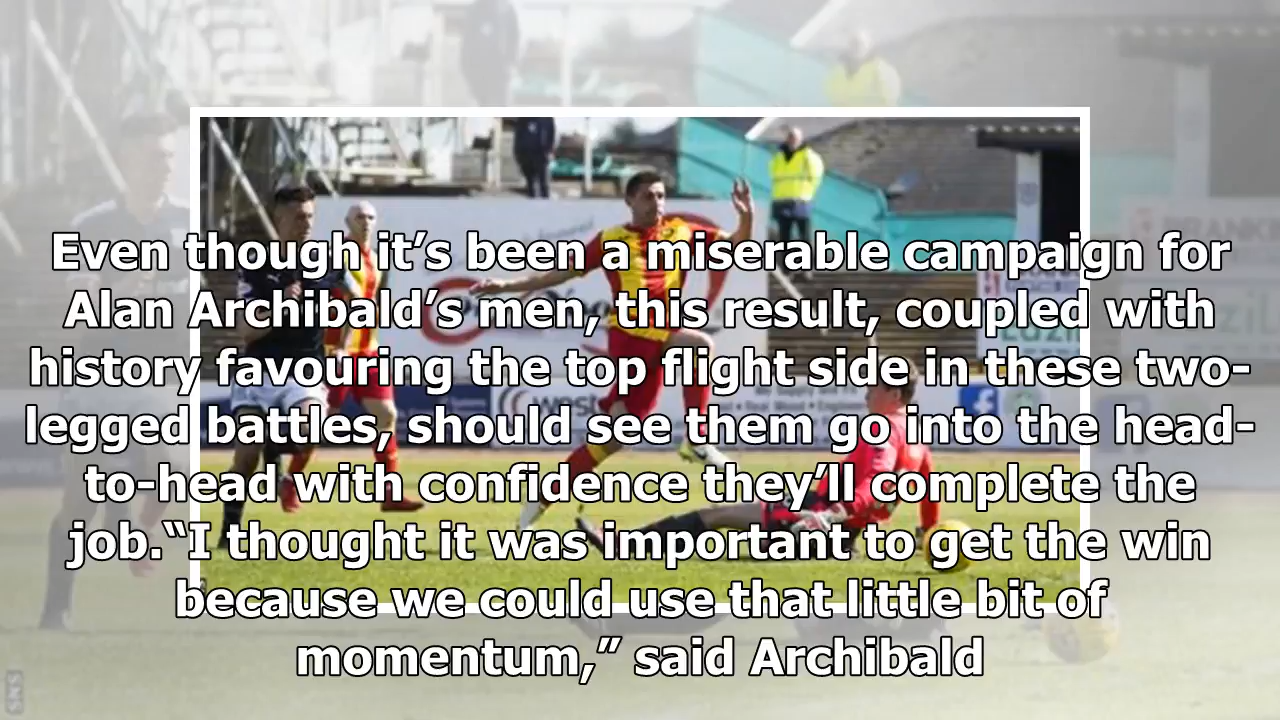 Even though it’s been a miserable campaign for
Alan Archibald’s men, this result, coupled with
history favouring the top flight side in these two-
legged battles, should see them go into the head-
to-head with confidence they’ll complete the
job.“I thought it was important to get the win
because we could use that little bit of
momentum,” said Archibald
SNS